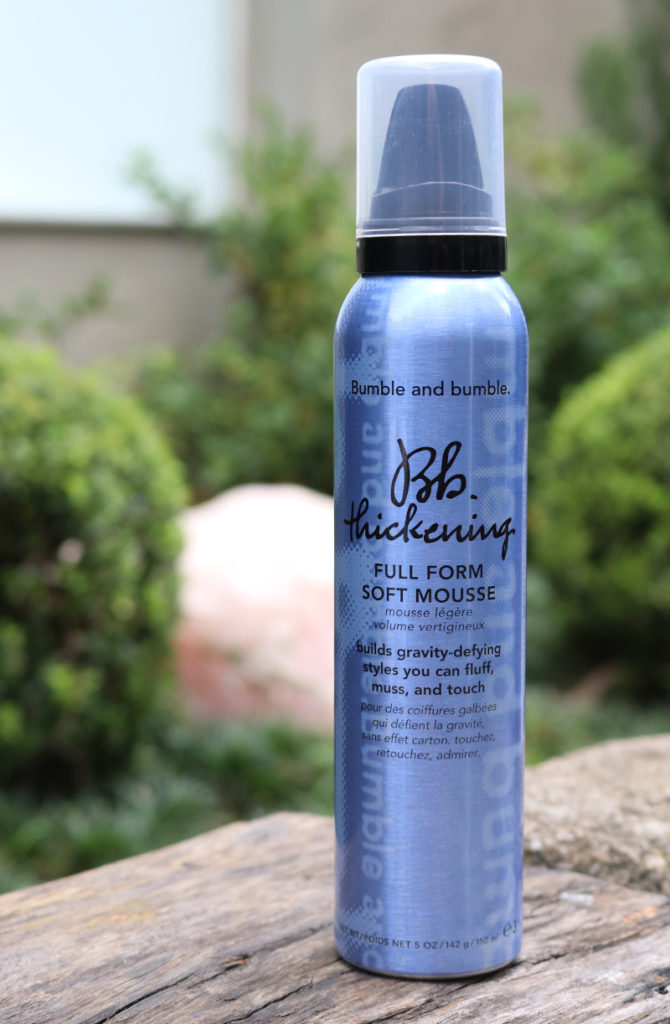 Bumble and bumble.
Bb.
thickening
FULL FORM
SOFT MOUSSE
mousse légère
volume vertigineux
builds gravity-defying
styles you can fluff,
muss, and touch
pour des coiffures galbées
qui défient la gravité,
sans effet carton. touchez,
retouchez, admirer.
WT/POIDS NET 5 OZ/142 g/150 ml e